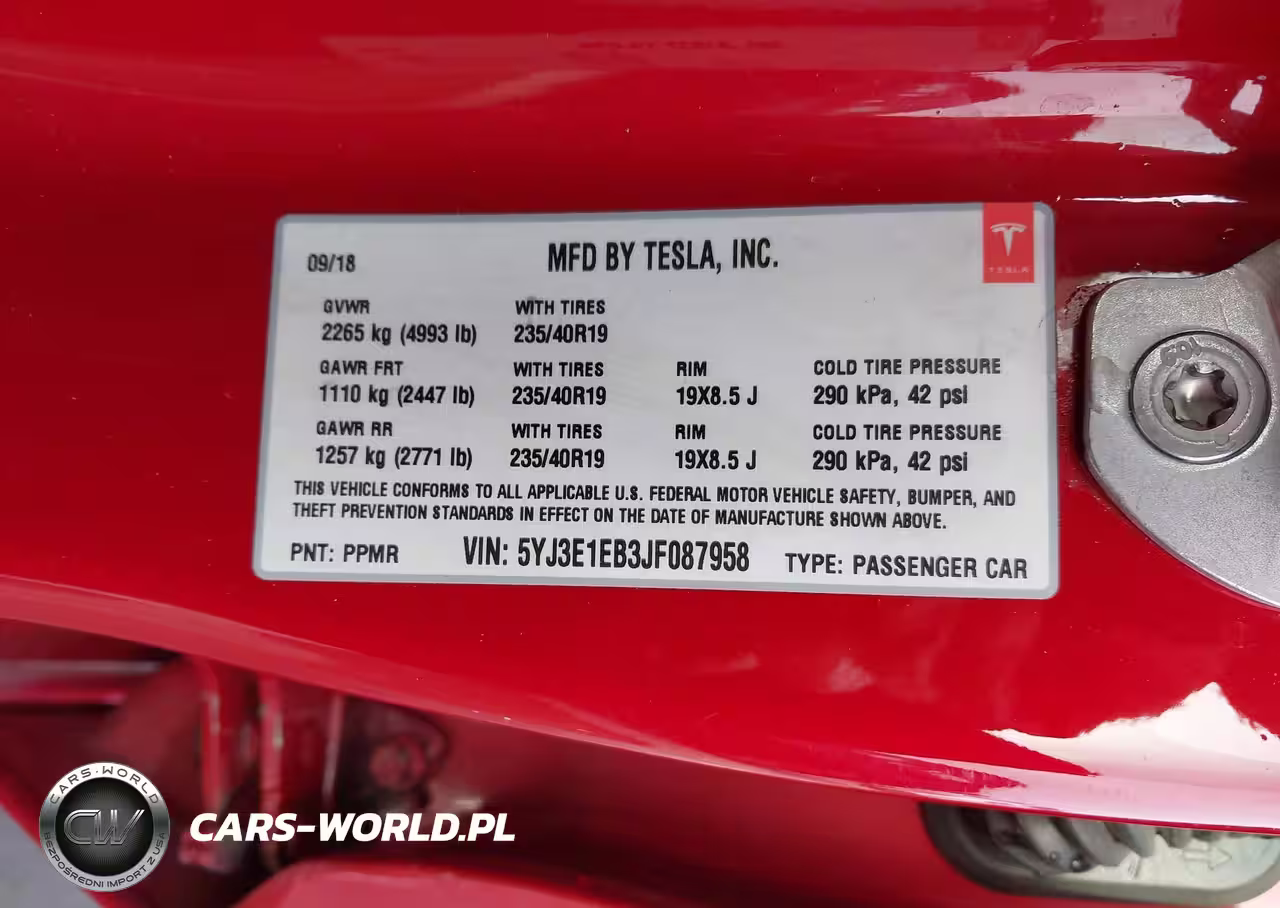 09/18 MFD BY TESLA, INC.
TESLA
GVWR WITH TIRES
2265 kg (4993 lb) 235/40R19
GAWR FRT WITH TIRES RIM COLD TIRE PRESSURE
1110 kg (2447 lb) 235/40R19 19X8.5 J 290 kPa, 42 psi
GAWR RR WITH TIRES RIM COLD TIRE PRESSURE
1257 kg (2771 lb) 235/40R19 19X8.5 J 290 kPa, 42 psi
THIS VEHICLE CONFORMS TO ALL APPLICABLE U.S. FEDERAL MOTOR VEHICLE SAFETY, BUMPER, AND
THEFT PREVENTION STANDARDS IN EFFECT ON THE DATE OF MANUFACTURE SHOWN ABOVE.
PNT: PPMR VIN: 5YJ3E1EB3JF087958 TYPE: PASSENGER CAR
CARS-WORLD
CW
BEZPOŚREDNI IMPORT Z USA
CARS-WORLD.PL